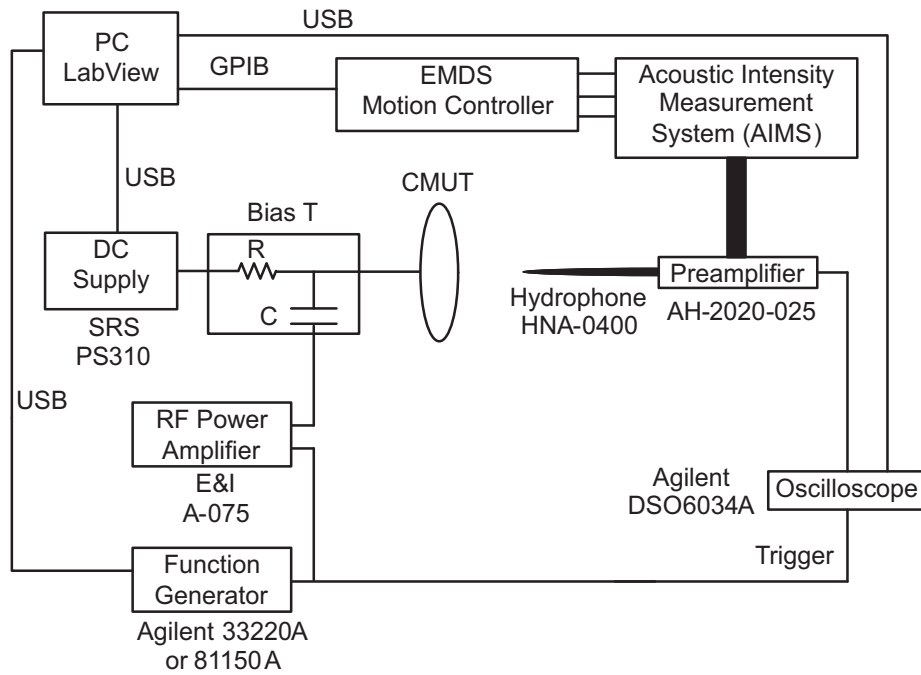 USB
PC
LabView
GPIB
EMDS
Motion Controller
Acoustic Intensity
Measurement
System (AIMS)
USB
CMUT
Bias T
R
C
DC
Supply
SRS
PS310
Preamplifier
Hydrophone
HNA-0400
AH-2020-025
USB
RF Power
Amplifier
E&I
A-075
Agilent
DSO6034A
Oscilloscope
Trigger
Function
Generator
Agilent 33220A
or 81150A